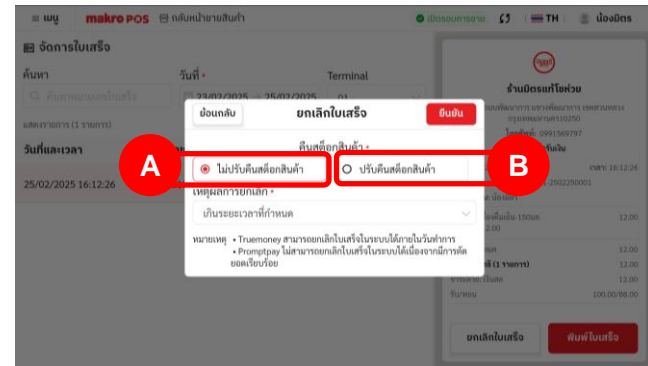 ≡ เมนู
makro POS
กลับหน้าขายสินค้า
เปิดรอบการขาย
TH
น้องมิตร
จัดการใบเสร็จ
ค้นหา
วันที่ *
Terminal
23/02/2025 → 25/02/2025
01
แสดงรายการ (1 รายการ)
วันที่และเวลา
25/02/2025 16:12:26
ย้อนกลับ
ยกเลิกใบเสร็จ
ยืนยัน
คืนสต็อกสินค้า *
A
ไม่ปรับคืนสต็อกสินค้า
ปรับคืนสต็อกสินค้า
B
เหตุผลการยกเลิก *
เกินระยะเวลาที่กำหนด
หมายเหตุ • Truemoney สามารถยกเลิกใบเสร็จในระบบได้ภายในวันทำการ
• Promptpay ไม่สามารถยกเลิกใบเสร็จในระบบได้เนื่องจากมีการตัด
ยอดเรียบร้อย
ร้านมิตรแท้โชห่วย
กรุงเทพมหานคร10250
โทรศัพท์: 0991569797
เวลา: 16:12:26
12.00
2.00
12.00
(1 รายการ)
12.00
12.00
รับ/ทอน
100.00/88.00
ยกเลิกใบเสร็จ
พิมพ์ใบเสร็จ